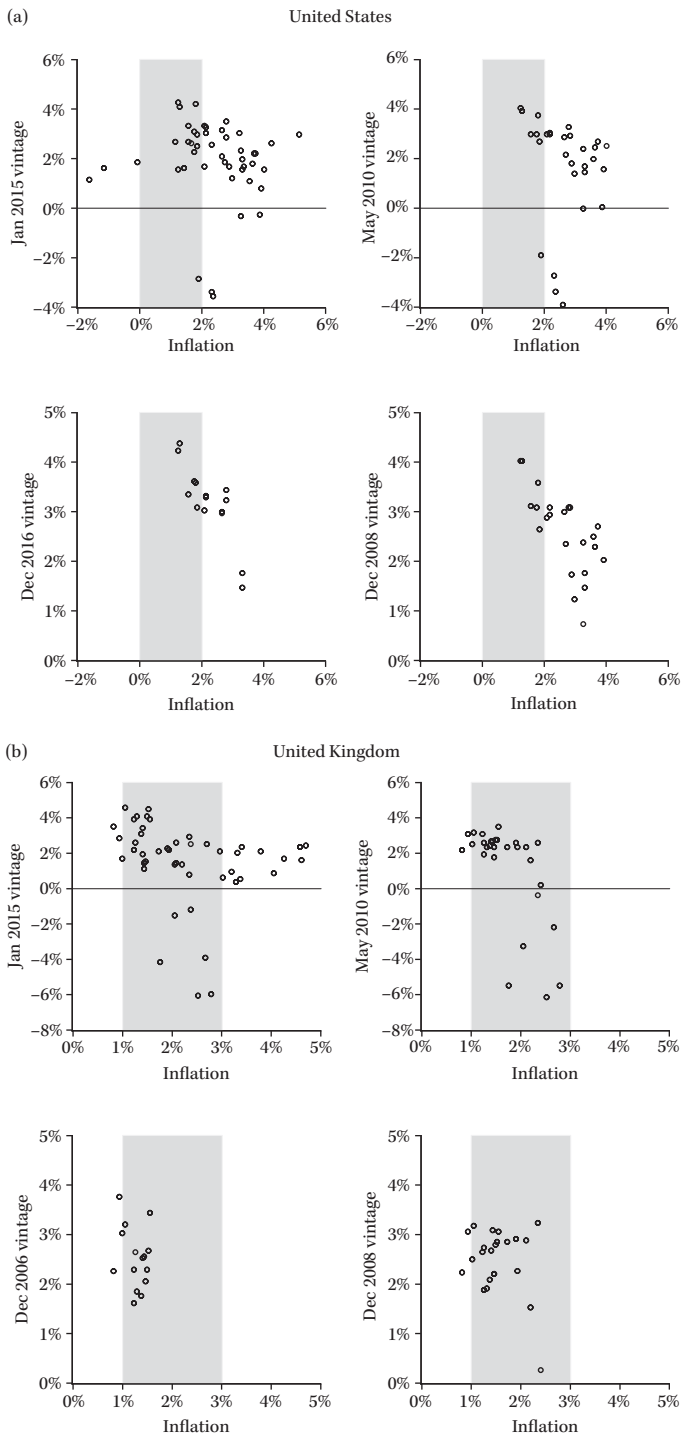 (a)
United States
6%
4%
2%
0%
−2%
−4%
Jan 2015 vintage
−2% 0% 2% 4% 6%
Inflation
6%
4%
2%
0%
−2%
−4%
May 2010 vintage
−2% 0% 2% 4% 6%
Inflation
5%
4%
3%
2%
1%
0%
Dec 2016 vintage
−2% 0% 2% 4% 6%
Inflation
5%
4%
3%
2%
1%
0%
Dec 2008 vintage
−2% 0% 2% 4% 6%
Inflation
(b)
United Kingdom
6%
4%
2%
0%
−2%
−4%
−6%
−8%
Jan 2015 vintage
0% 1% 2% 3% 4% 5%
Inflation
6%
4%
2%
0%
−2%
−4%
−6%
−8%
May 2010 vintage
0% 1% 2% 3% 4% 5%
Inflation
5%
4%
3%
2%
1%
0%
Dec 2006 vintage
0% 1% 2% 3% 4% 5%
Inflation
5%
4%
3%
2%
1%
0%
Dec 2008 vintage
0% 1% 2% 3% 4% 5%
Inflation